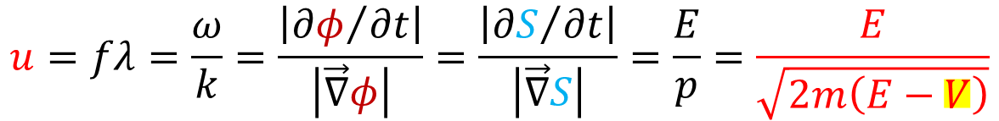 u = fλ = ω/k = |∂ϕ/∂t|/|∇⃗ϕ| = |∂S/∂t|/|∇⃗S| = E/p = E/√(2m(E − V))